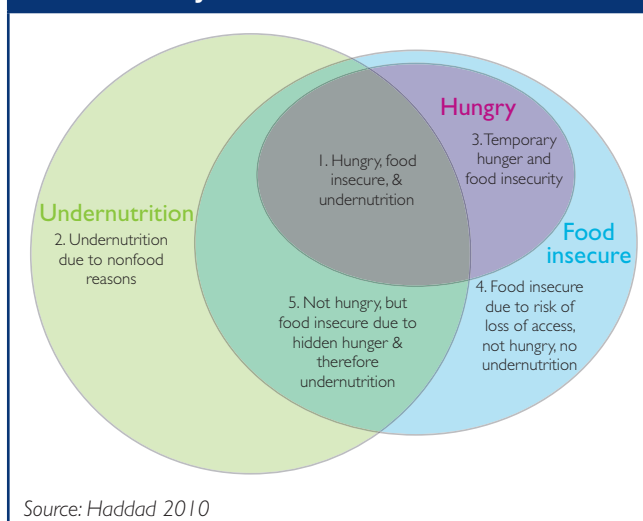 Hungry
3. Temporary
hunger and
food insecurity
1. Hungry, food
insecure, &
undernutrition
Undernutrition
2. Undernutrition
due to nonfood
reasons
Food
insecure
4. Food insecure
due to risk of
loss of access,
not hungry, no
undernutrition
5. Not hungry, but
food insecure due to
hidden hunger &
therefore
undernutrition
Source: Haddad 2010